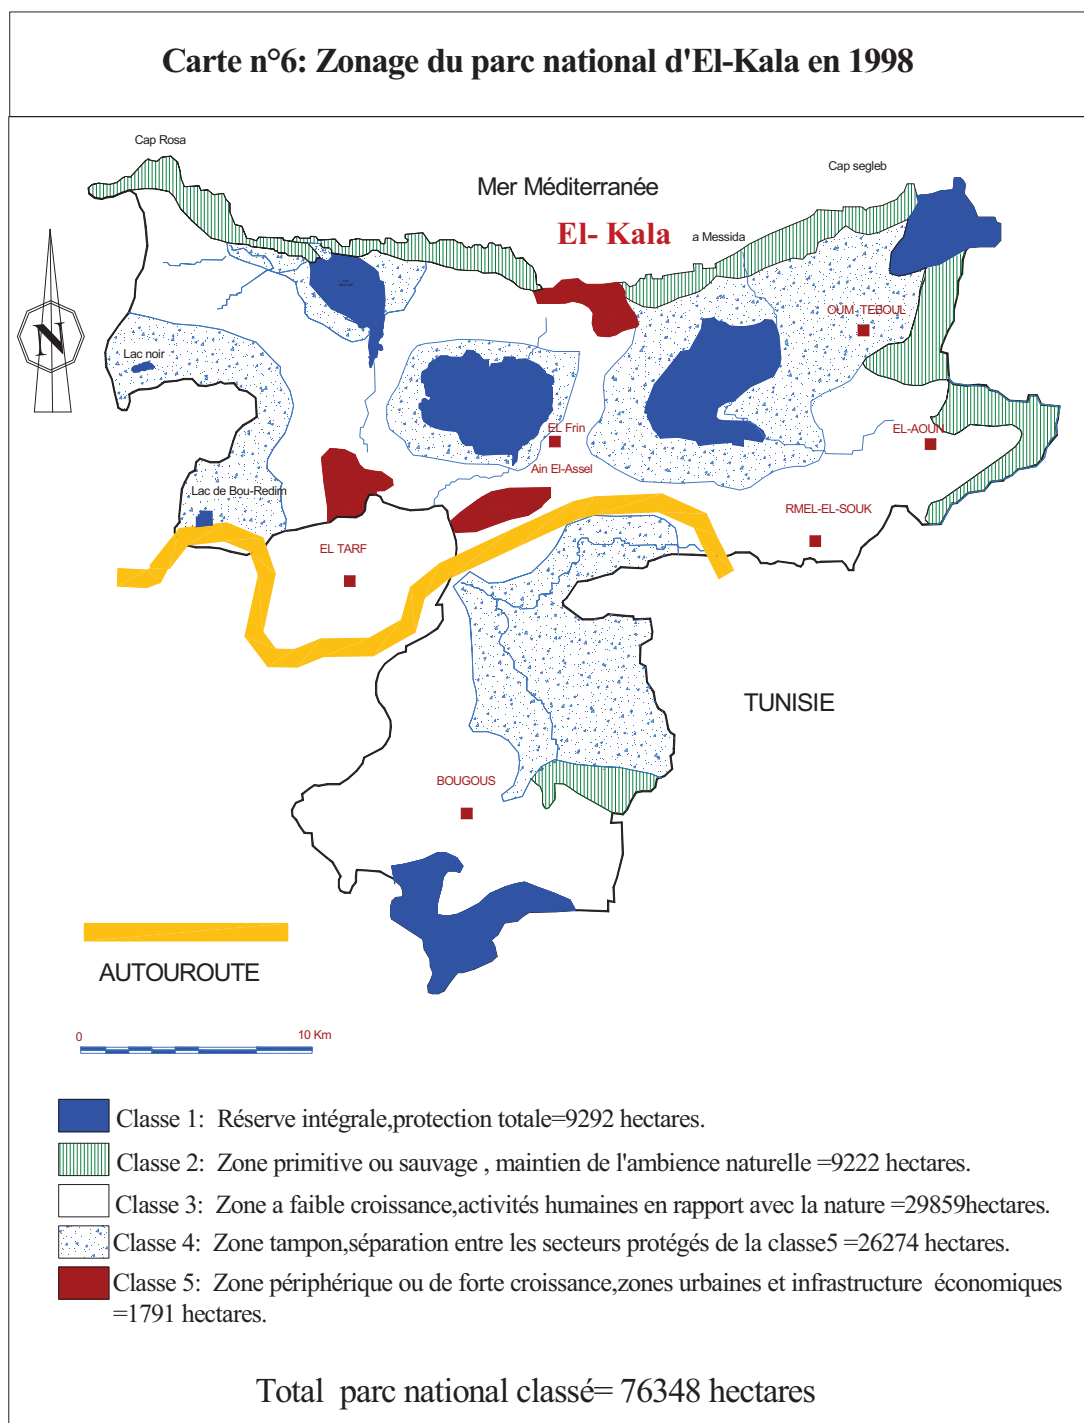 Carte n°6: Zonage du parc national d'El-Kala en 1998
Cap Rosa
Cap segleb
Mer Méditerranée
El- Kala
a Messida
OUM TEBOUL
N
Lac noir
EL Frin
EL-AOUN
Ain El-Assel
Lac de Bou-Redim
RMEL-EL-SOUK
EL TARF
TUNISIE
BOUGOUS
AUTOUROUTE
0 10 Km
Classe 1: Réserve intégrale,protection totale=9292 hectares.
Classe 2: Zone primitive ou sauvage , maintien de l'ambience naturelle =9222 hectares.
Classe 3: Zone a faible croissance,activités humaines en rapport avec la nature =29859hectares.
Classe 4: Zone tampon,séparation entre les secteurs protégés de la classe5 =26274 hectares.
Classe 5: Zone périphérique ou de forte croissance,zones urbaines et infrastructure économiques
=1791 hectares.
Total parc national classé= 76348 hectares